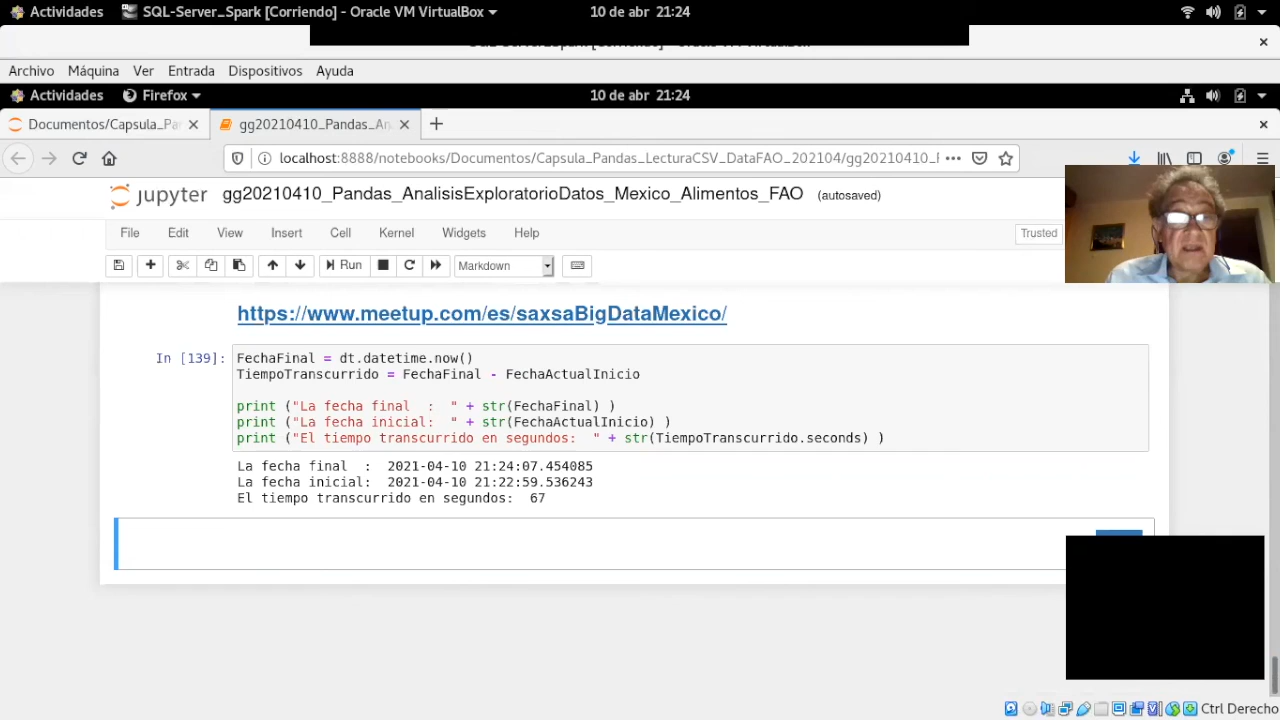 Actividades SQL-Server_Spark [Corriendo] - Oracle VM VirtualBox 10 de abr 21:24
Archivo Máquina Ver Entrada Dispositivos Ayuda
Actividades Firefox 10 de abr 21:24
Documentos/Capsula_Pa gg20210410_Pandas_An
localhost:8888/notebooks/Documentos/Capsula_Pandas_LecturaCSV_DataFAO_202104/gg20210410_
jupyter gg20210410_Pandas_AnalisisExploratorioDatos_Mexico_Alimentos_FAO (autosaved)
File Edit View Insert Cell Kernel Widgets Help Trusted
Run Markdown
https://www.meetup.com/es/saxsaBigDataMexico/
In [139]: FechaFinal = dt.datetime.now()
TiempoTranscurrido = FechaFinal - FechaActualInicio
print ("La fecha final  :  " + str(FechaFinal) )
print ("La fecha inicial:  " + str(FechaActualInicio) )
print ("El tiempo transcurrido en segundos:  " + str(TiempoTranscurrido.seconds) )
La fecha final  :  2021-04-10 21:24:07.454085
La fecha inicial:  2021-04-10 21:22:59.536243
El tiempo transcurrido en segundos:  67
Ctrl Derecho